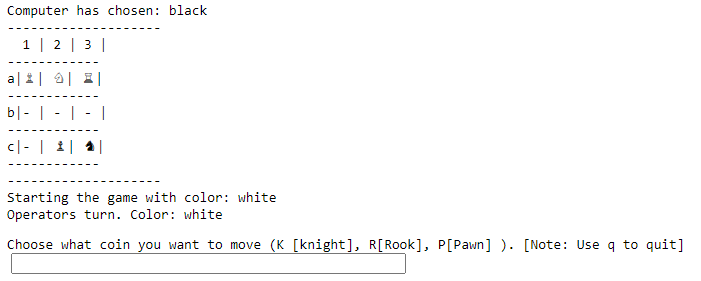 Computer has chosen: black
---------------------
  1 | 2 | 3 |
------------
a|♙| ♘| ♖|
------------
b|- | - | - |
------------
c|- | ♟| ♞|
------------
---------------------
Starting the game with color: white
Operators turn. Color: white
Choose what coin you want to move (K [knight], R[Rook], P[Pawn] ). [Note: Use q to quit]